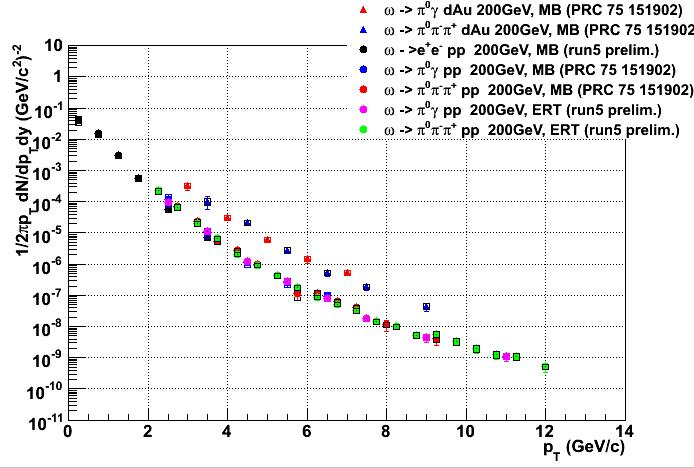 ω -> π⁰γ dAu 200GeV, MB (PRC 75 151902)
ω -> π⁰π⁻π⁺ dAu 200GeV, MB (PRC 75 151902
ω - >e⁺e⁻ pp 200GeV, MB (run5 prelim.)
ω -> π⁰γ pp 200GeV, MB (PRC 75 151902)
ω -> π⁰π⁻π⁺ pp 200GeV, MB (PRC 75 151902)
ω -> π⁰γ pp 200GeV, ERT (run5 prelim.)
ω -> π⁰π⁻π⁺ pp 200GeV, ERT (run5 prelim.)
1/2πp_T dN/dp_T dy (GeV/c²)⁻²
10
1
10⁻¹
10⁻²
10⁻³
10⁻⁴
10⁻⁵
10⁻⁶
10⁻⁷
10⁻⁸
10⁻⁹
10⁻¹⁰
10⁻¹¹
0 2 4 6 8 10 12 14
p_T (GeV/c)